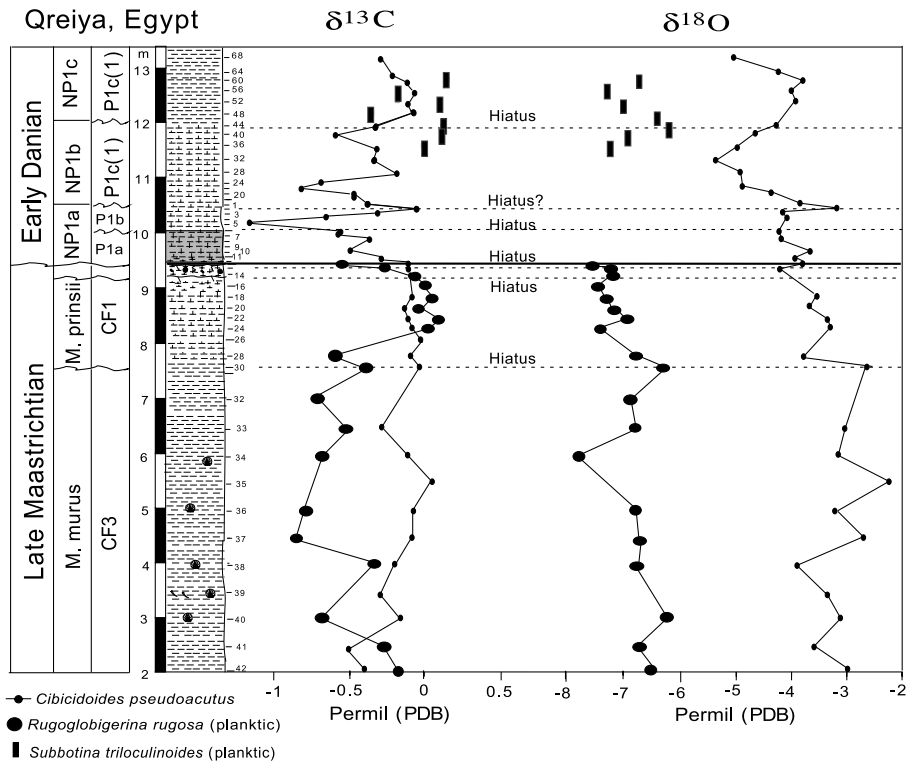 Qreiya, Egypt
δ13C
δ18O
m
Early Danian
Late Maastrichtian
NP1c
NP1b
NP1a
M. prinsii
M. murus
P1c(1)
P1c(1)
P1b
P1a
CF1
CF3
13
12
11
10
9
8
7
6
5
4
3
2
68
64
60
56
52
48
44
40
36
32
28
24
20
1
3
5
7
9
10
11
14
16
18
20
22
24
26
28
30
32
33
34
35
36
37
38
39
40
41
42
Hiatus
Hiatus?
Hiatus
Hiatus
Hiatus
Hiatus
-1
-0.5
0
0.5
-8
-7
-6
-5
-4
-3
-2
Permil (PDB)
Permil (PDB)
Cibicidoides pseudoacutus
Rugoglobigerina rugosa (planktic)
Subbotina triloculinoides (planktic)